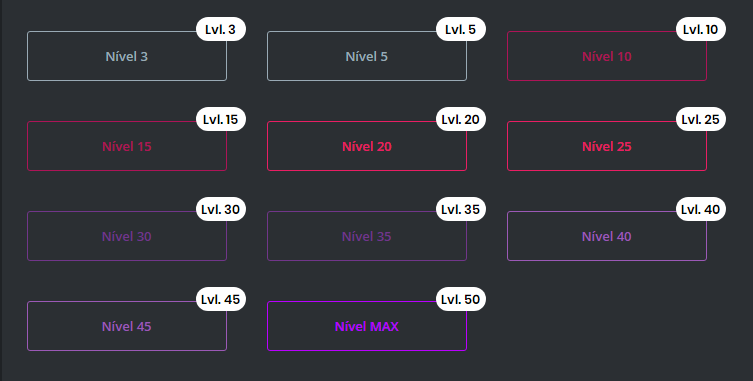 Lvl. 3
Nível 3
Lvl. 5
Nível 5
Lvl. 10
Nível 10
Lvl. 15
Nível 15
Lvl. 20
Nível 20
Lvl. 25
Nível 25
Lvl. 30
Nível 30
Lvl. 35
Nível 35
Lvl. 40
Nível 40
Lvl. 45
Nível 45
Lvl. 50
Nível MAX